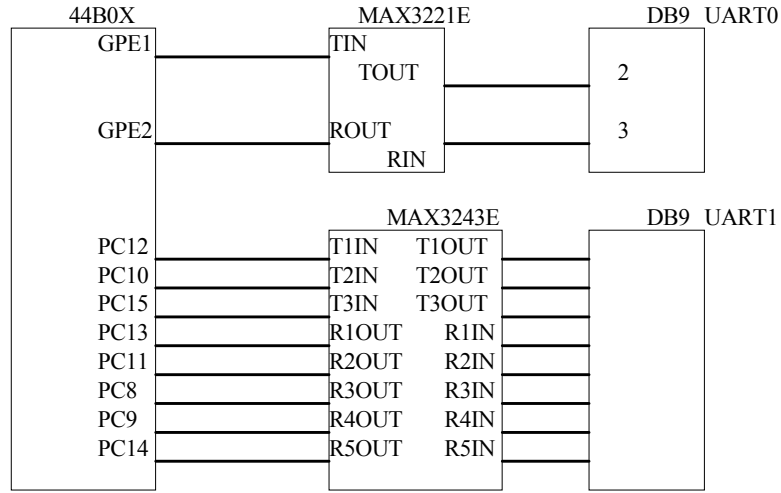 44B0X MAX3221E DB9 UART0
GPE1 TIN
TOUT 2
GPE2 ROUT 3
RIN
MAX3243E DB9 UART1
PC12 T1IN T1OUT
PC10 T2IN T2OUT
PC15 T3IN T3OUT
PC13 R1OUT R1IN
PC11 R2OUT R2IN
PC8 R3OUT R3IN
PC9 R4OUT R4IN
PC14 R5OUT R5IN